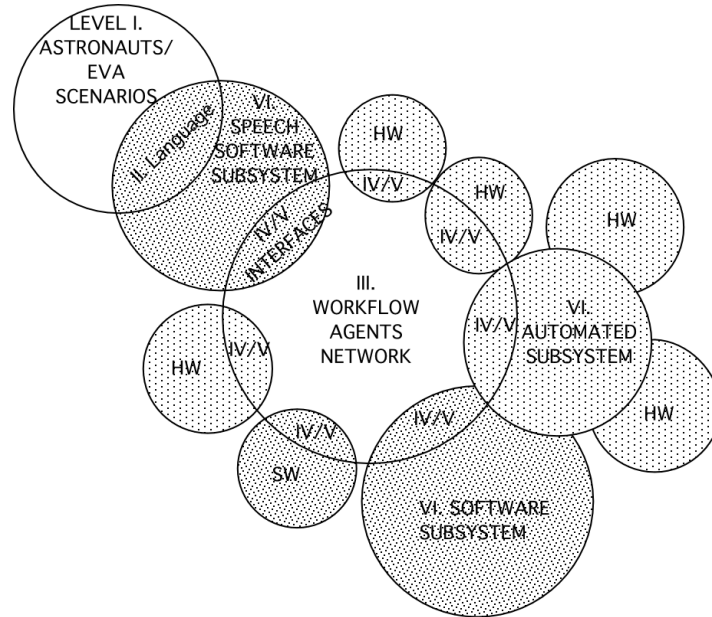 LEVEL I.
ASTRONAUTS/
EVA
SCENARIOS
II. Language
VI.
SPEECH
SOFTWARE
SUBSYSTEM
IV/V
INTERFACES
HW
IV/V
HW
IV/V
HW
III.
WORKFLOW
AGENTS
NETWORK
IV/V
VI.
AUTOMATED
SUBSYSTEM
HW
HW
IV/V
IV/V
SW
IV/V
VI. SOFTWARE
SUBSYSTEM